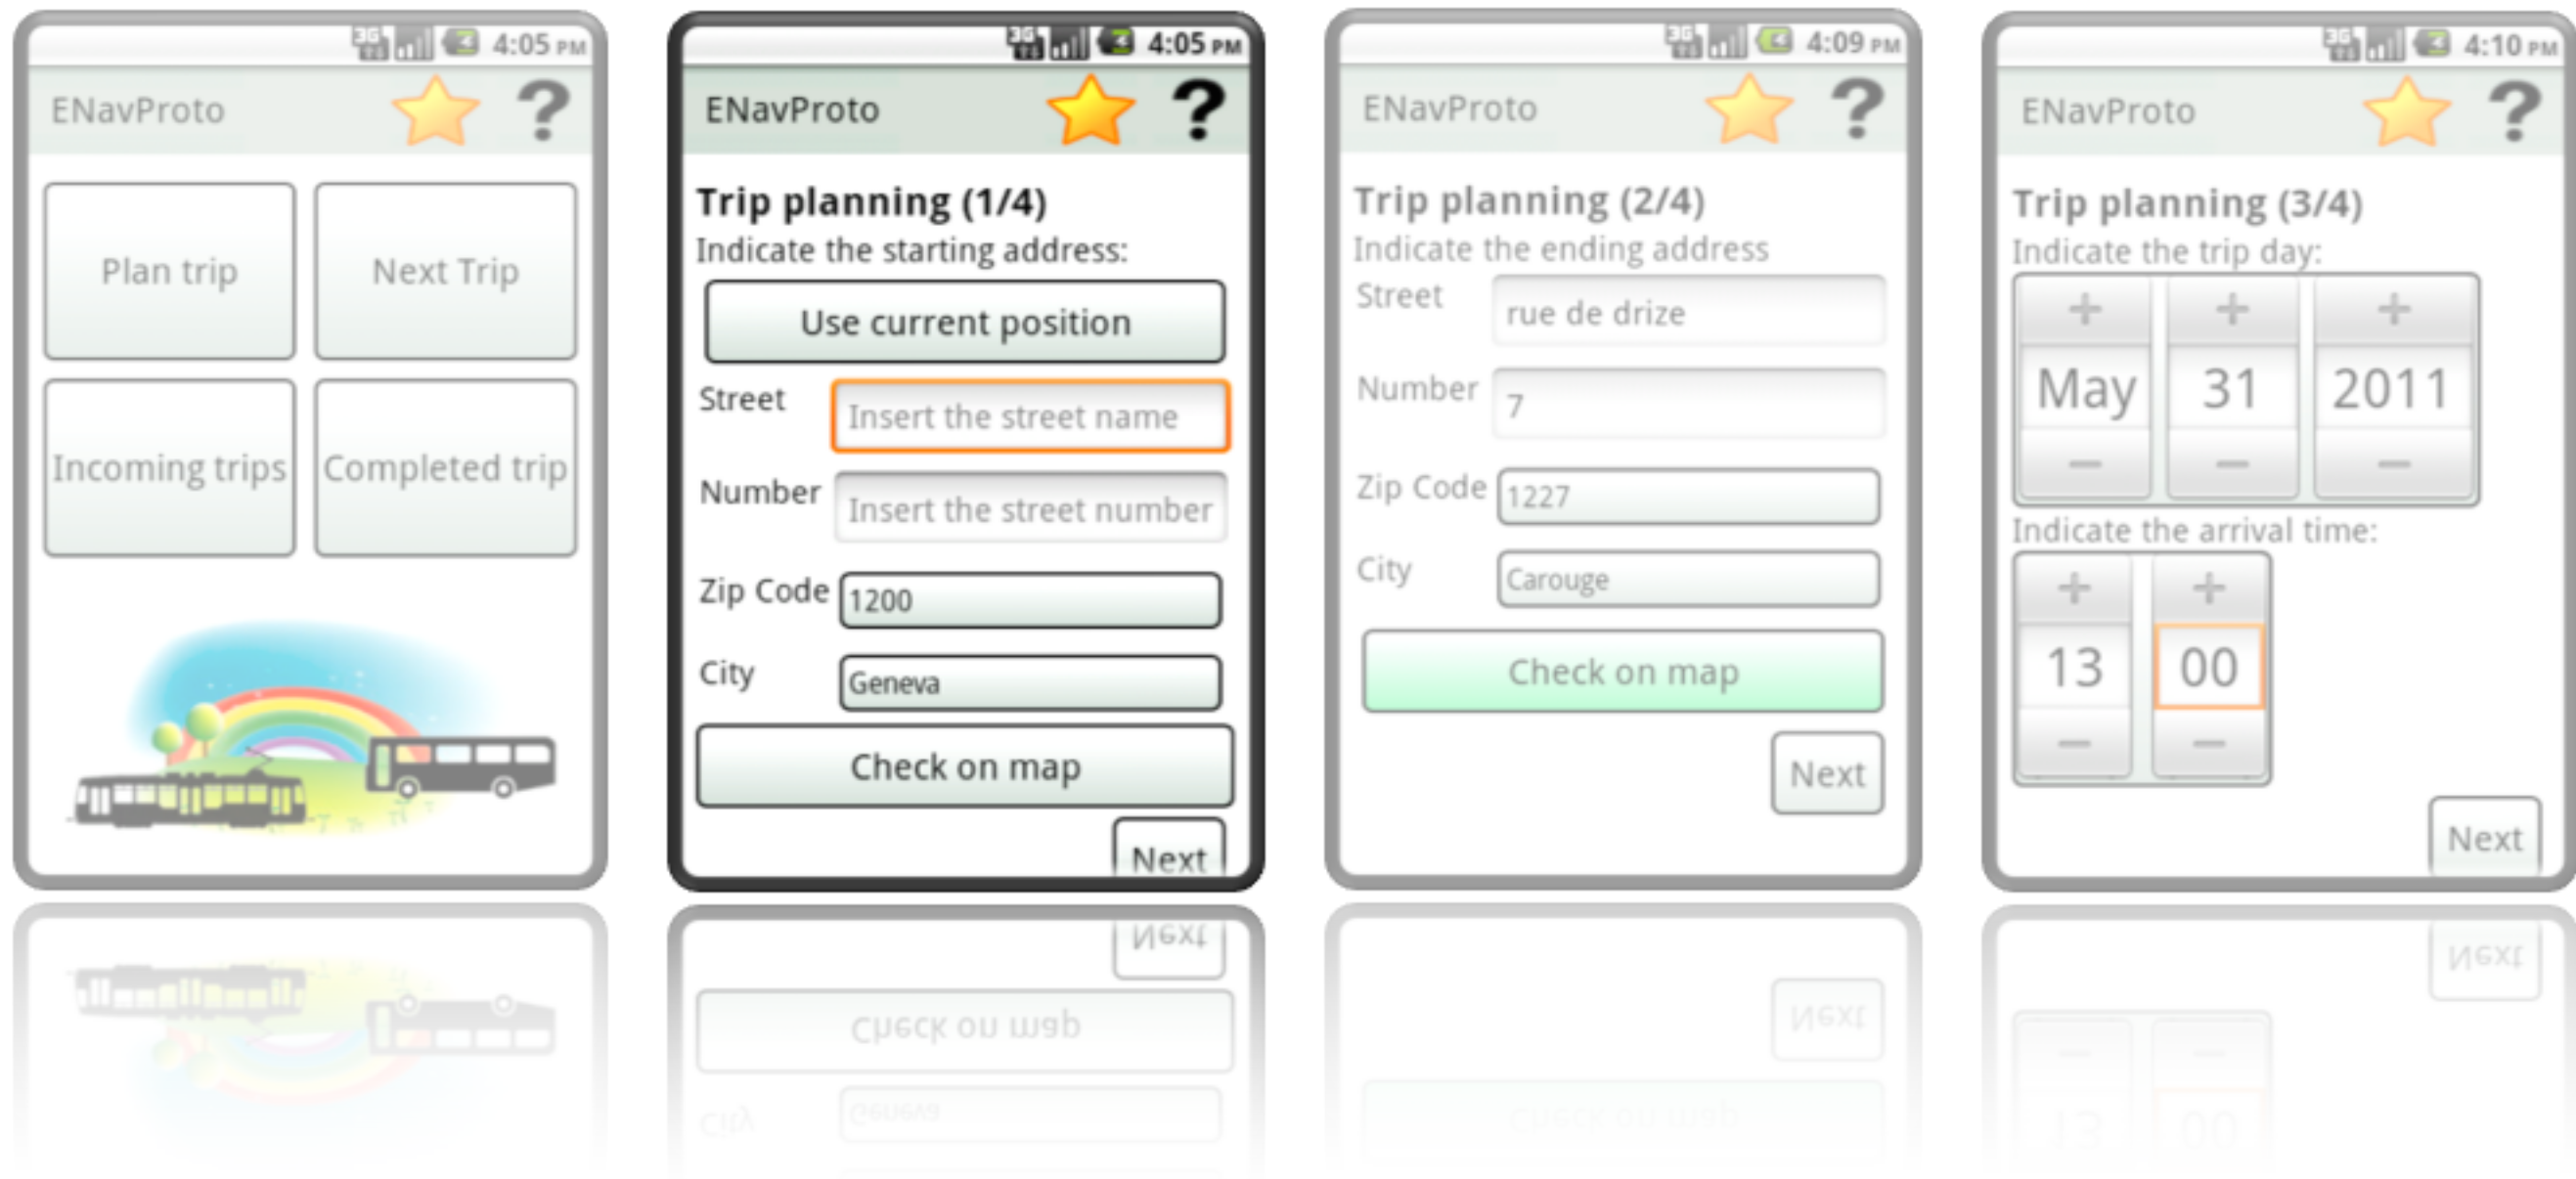 3G 4:05 PM
ENavProto ?
Plan trip Next Trip
Incoming trips Completed trip
3G 4:05 PM
ENavProto ?
Trip planning (1/4)
Indicate the starting address:
Use current position
Street Insert the street name
Number Insert the street number
Zip Code 1200
City Geneva
Check on map
Next
3G 4:09 PM
ENavProto ?
Trip planning (2/4)
Indicate the ending address
Street rue de drize
Number 7
Zip Code 1227
City Carouge
Check on map
Next
3G 4:10 PM
ENavProto ?
Trip planning (3/4)
Indicate the trip day:
+ + +
May 31 2011
− − −
Indicate the arrival time:
+ +
13 00
− −
Next